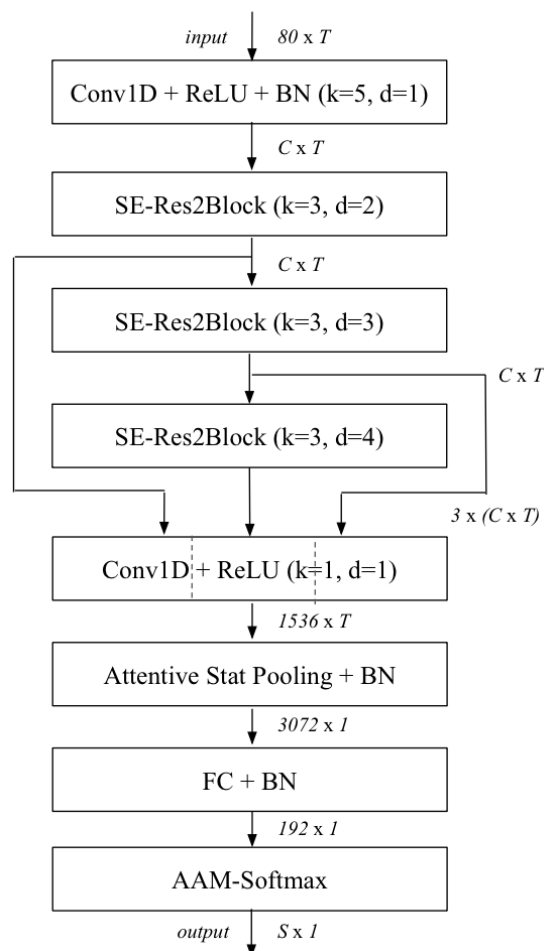 input 80 x T
Conv1D + ReLU + BN (k=5, d=1)
C x T
SE-Res2Block (k=3, d=2)
C x T
SE-Res2Block (k=3, d=3)
C x T
SE-Res2Block (k=3, d=4)
3 x (C x T)
Conv1D + ReLU (k=1, d=1)
1536 x T
Attentive Stat Pooling + BN
3072 x 1
FC + BN
192 x 1
AAM-Softmax
output S x 1